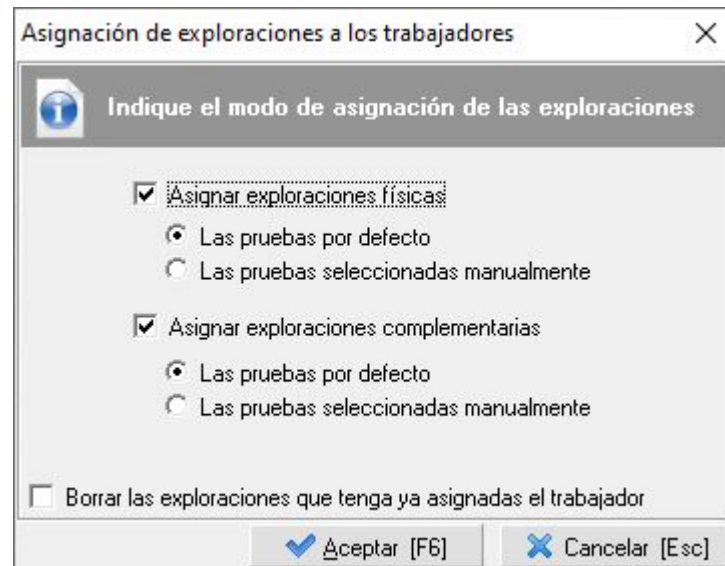 Asignación de exploraciones a los trabajadores
Indique el modo de asignación de las exploraciones
Asignar exploraciones físicas
Las pruebas por defecto
Las pruebas seleccionadas manualmente
Asignar exploraciones complementarias
Las pruebas por defecto
Las pruebas seleccionadas manualmente
Borrar las exploraciones que tenga ya asignadas el trabajador
Aceptar [F6] Cancelar [Esc]